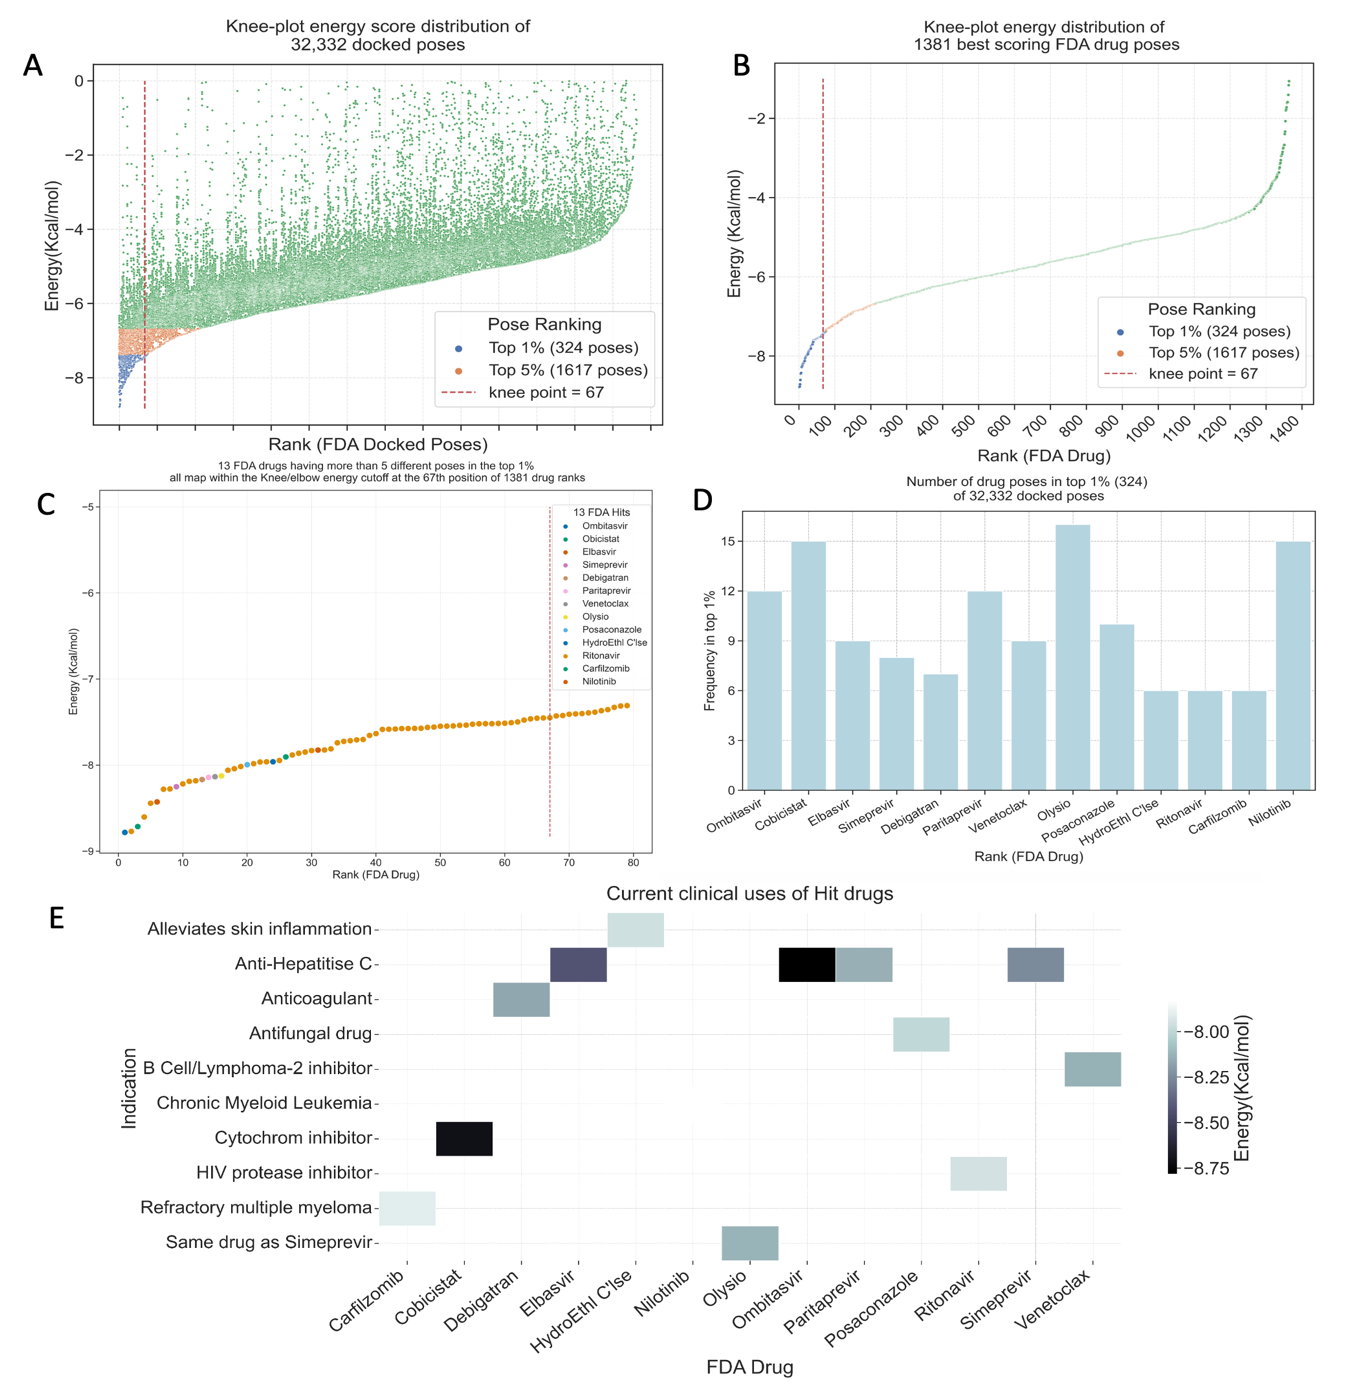 Knee-plot energy score distribution of
32,332 docked poses
A
Energy(Kcal/mol)
0
−2
−4
−6
−8
Pose Ranking
Top 1% (324 poses)
Top 5% (1617 poses)
knee point = 67
Rank (FDA Docked Poses)
Knee-plot energy distribution of
1381 best scoring FDA drug poses
B
Energy (Kcal/mol)
−2
−4
−6
−8
Pose Ranking
Top 1% (324 poses)
Top 5% (1617 poses)
knee point = 67
0 100 200 300 400 500 600 700 800 900 1000 1100 1200 1300 1400
Rank (FDA Drug)
13 FDA drugs having more than 5 different poses in the top 1%
all map within the Knee/elbow energy cutoff at the 67th position of 1381 drug ranks
C
Energy (Kcal/mol)
−5
−6
−7
−8
−9
13 FDA Hits
Ombitasvir
Obicistat
Elbasvir
Simeprevir
Debigatran
Paritaprevir
Venetoclax
Olysio
Posaconazole
HydroEthl C'lse
Ritonavir
Carfilzomib
Nilotinib
0 10 20 30 40 50 60 70 80
Rank (FDA Drug)
Number of drug poses in top 1% (324)
of 32,332 docked poses
D
Frequency in top 1%
15
12
9
6
3
0
Ombitasvir Cobicistat Elbasvir Simeprevir Debigatran Paritaprevir Venetoclax Olysio Posaconazole HydroEthl C'lse Ritonavir Carfilzomib Nilotinib
Rank (FDA Drug)
Current clinical uses of Hit drugs
E
Indication
Alleviates skin inflammation
Anti-Hepatitise C
Anticoagulant
Antifungal drug
B Cell/Lymphoma-2 inhibitor
Chronic Myeloid Leukemia
Cytochrom inhibitor
HIV protease inhibitor
Refractory multiple myeloma
Same drug as Simeprevir
Carfilzomib Cobicistat Debigatran Elbasvir HydroEthl C'lse Nilotinib Olysio Ombitasvir Paritaprevir Posaconazole Ritonavir Simeprevir Venetoclax
FDA Drug
−8.00
−8.25
−8.50
−8.75
Energy(Kcal/mol)